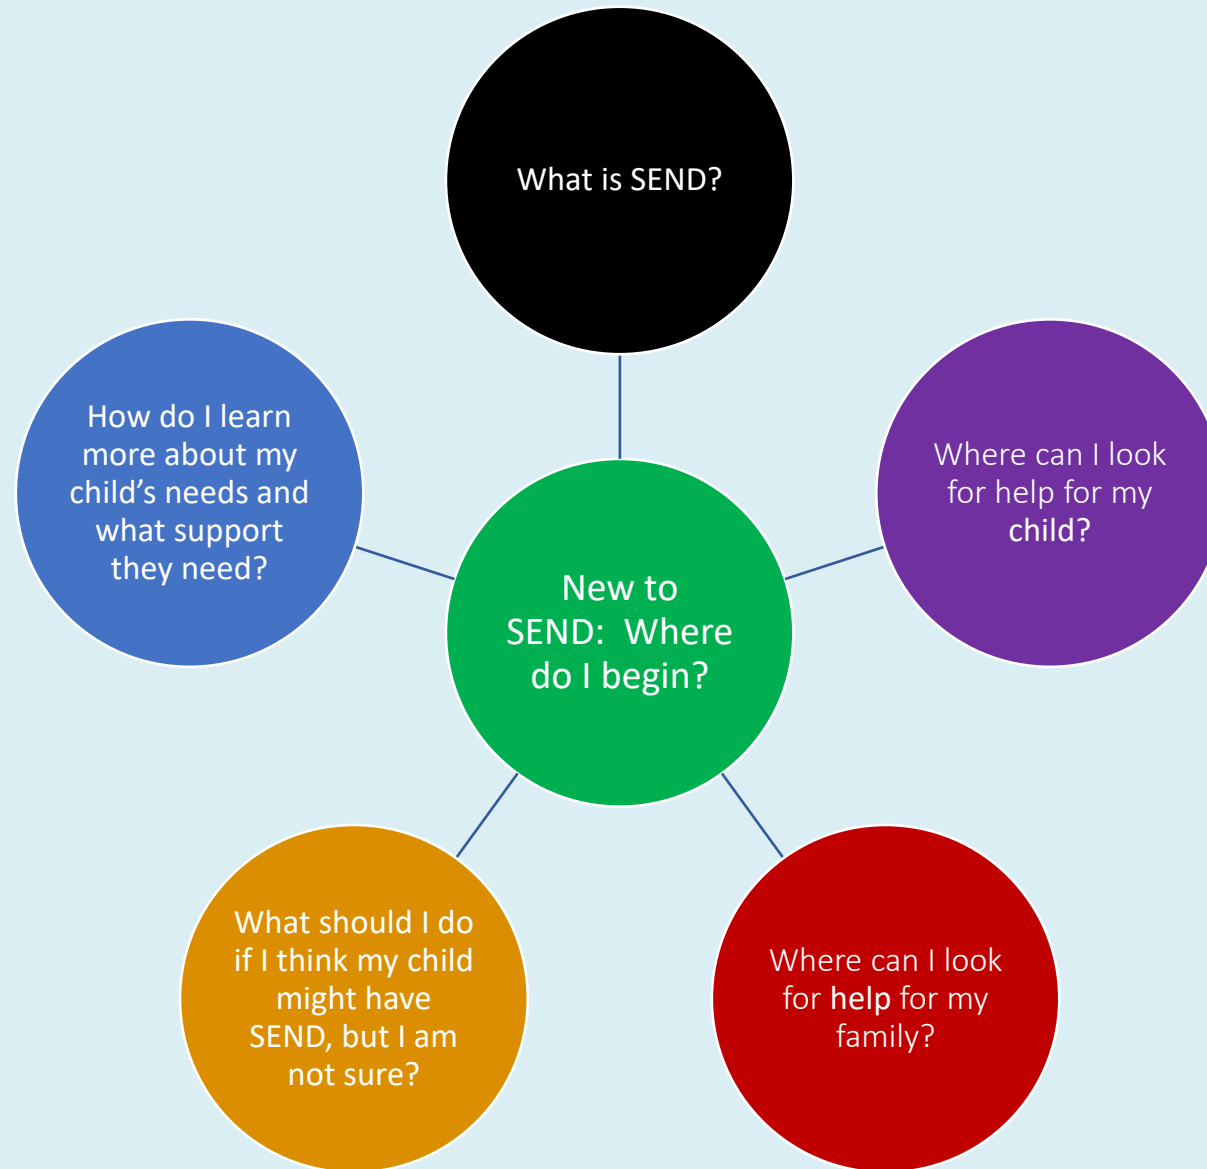 What is SEND?
How do I learn
more about my
child’s needs and
what support
they need?
Where can I look
for help for my
child?
New to
SEND:  Where
do I begin?
What should I do
if I think my child
might have
SEND, but I am
not sure?
Where can I look
for help for my
family?